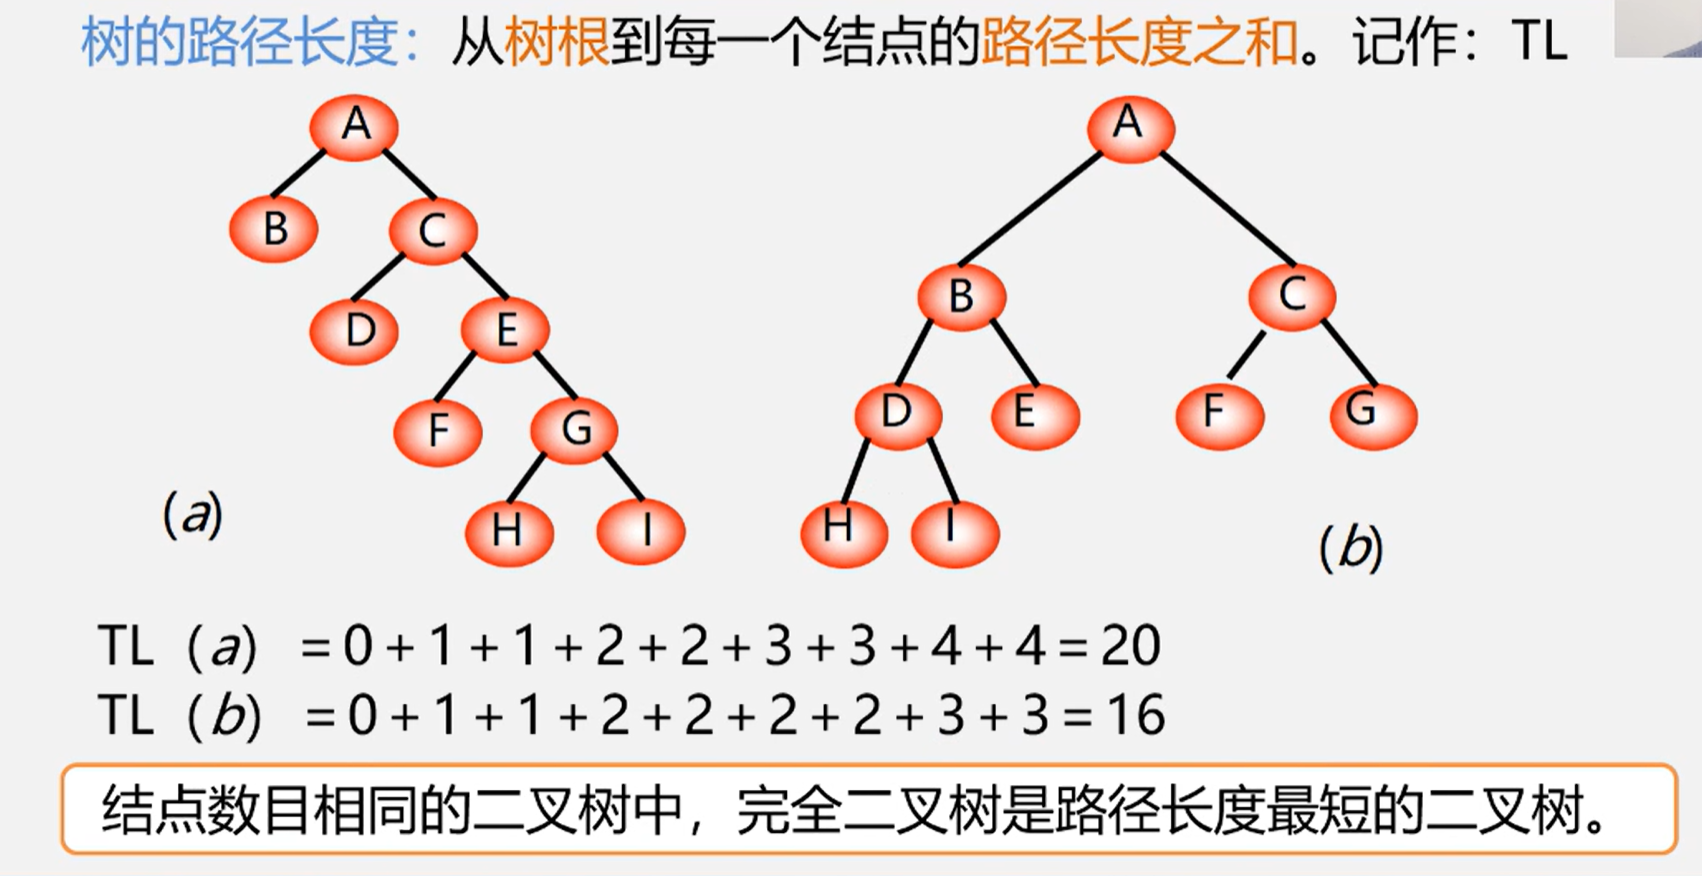 树的路径长度：从树根到每一个结点的路径长度之和。记作：TL
A
B C
D E
F G
H I
(a)
A
B C
D E F G
H I
(b)
TL（a） =0+1+1+2+2+3+3+4+4=20
TL（b） =0+1+1+2+2+2+2+3+3=16
结点数目相同的二叉树中，完全二叉树是路径长度最短的二叉树。